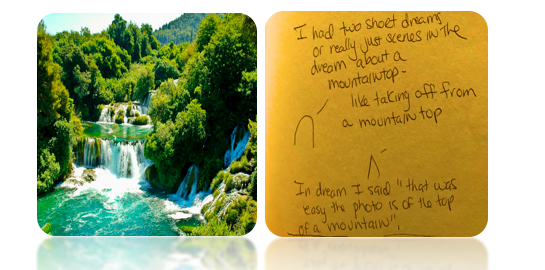 I had two short dreams
or really just scenes in the
dream about a
mountaintop -
like taking off from
a mountain top
In dream I said "that was
easy the photo is of the top
of a mountain".